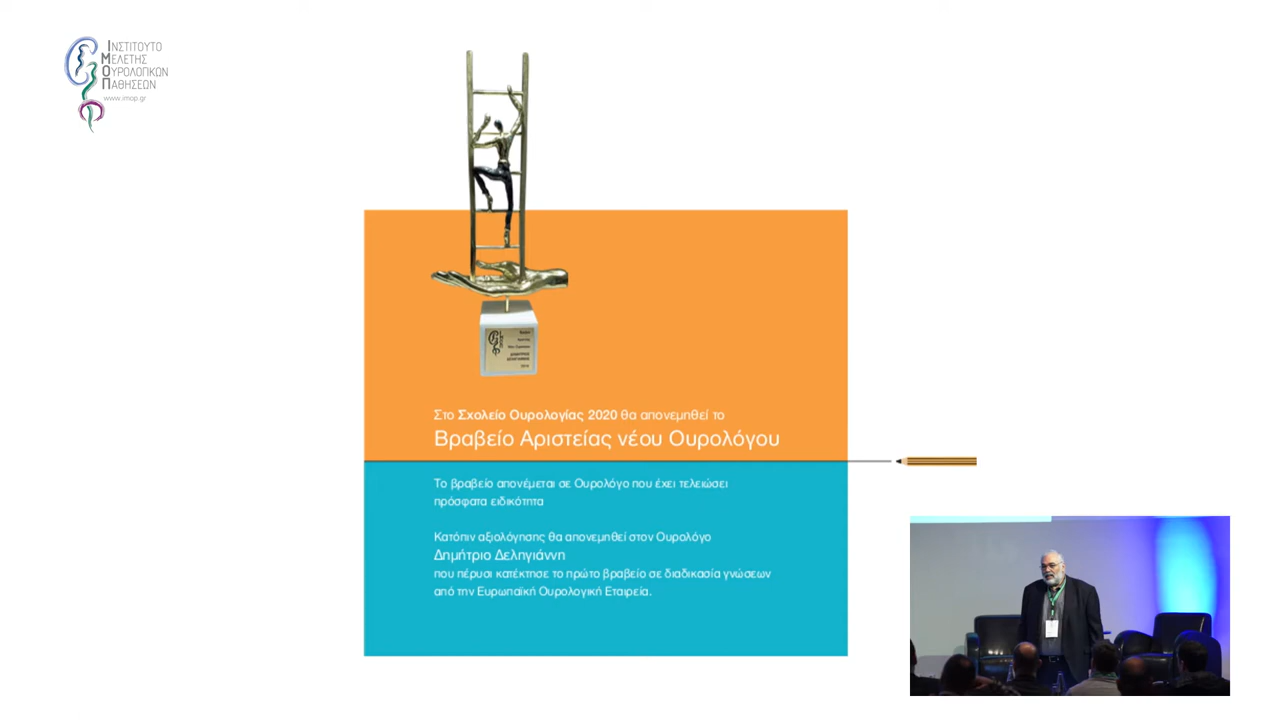 ΙΝΣΤΙΤΟΥΤΟ
ΜΕΛΕΤΗΣ
ΟΥΡΟΛΟΓΙΚΩΝ
ΠΑΘΗΣΕΩΝ
www.imop.gr
Στο Σχολείο Ουρολογίας 2020 θα απονεμηθεί το
Βραβείο Αριστείας νέου Ουρολόγου
Το βραβείο απονέμεται σε Ουρολόγο που έχει τελειώσει
πρόσφατα ειδικότητα
Κατόπιν αξιολόγησης θα απονεμηθεί στον Ουρολόγο
Δημήτριο Δεληγιάννη
που πέρυσι κατέκτησε το πρώτο βραβείο σε διαδικασία γνώσεων
από την Ευρωπαϊκή Ουρολογική Εταιρεία.